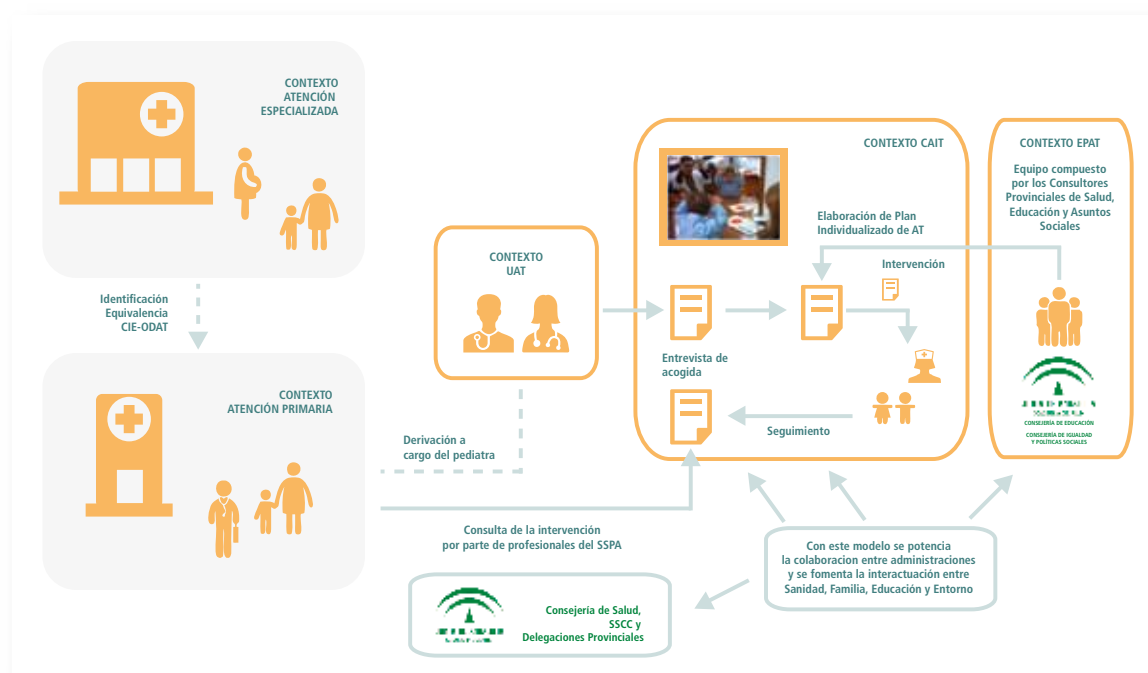 CONTEXTO
ATENCIÓN
ESPECIALIZADA
Identificación
Equivalencia
CIE-ODAT
CONTEXTO
ATENCIÓN PRIMARIA
CONTEXTO
UAT
Derivación a
cargo del pediatra
Consulta de la intervención
por parte de profesionales del SSPA
CONTEXTO CAIT
Elaboración de Plan
Individualizado de AT
Intervención
Entrevista de
acogida
Seguimiento
CONTEXTO EPAT
Equipo compuesto
por los Consultores
Provinciales de Salud,
Educación y Asuntos
Sociales
CONSEJERÍA DE EDUCACIÓN
CONSEJERÍA DE IGUALDAD
Y POLÍTICAS SOCIALES
Con este modelo se potencia
la colaboracion entre administraciones
y se fomenta la interactuación entre
Sanidad, Familia, Educación y Entorno
Consejería de Salud,
SSCC y
Delegaciones Provinciales